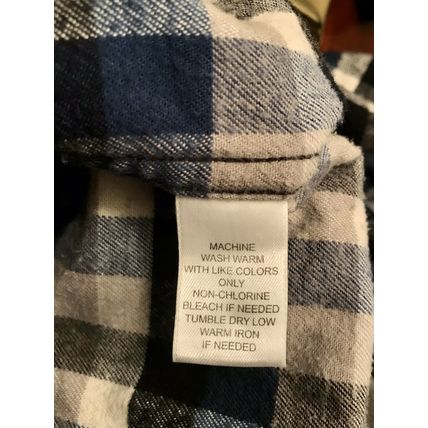 MACHINE
WASH WARM
WITH LIKE COLORS
ONLY
NON-CHLORINE
BLEACH IF NEEDED
TUMBLE DRY LOW
WARM IRON
IF NEEDED